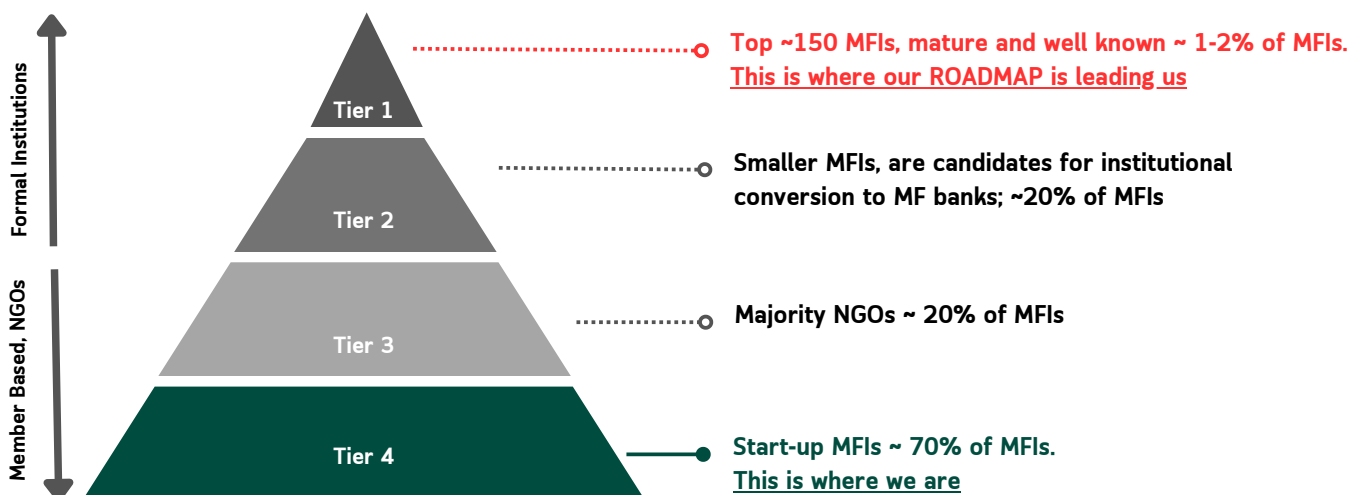 Formal Institutions
Member Based, NGOs
Tier 1
Top ~150 MFIs, mature and well known ~ 1-2% of MFIs.
This is where our ROADMAP is leading us
Tier 2
Smaller MFIs, are candidates for institutional
conversion to MF banks; ~20% of MFIs
Tier 3
Majority NGOs ~ 20% of MFIs
Tier 4
Start-up MFIs ~ 70% of MFIs.
This is where we are